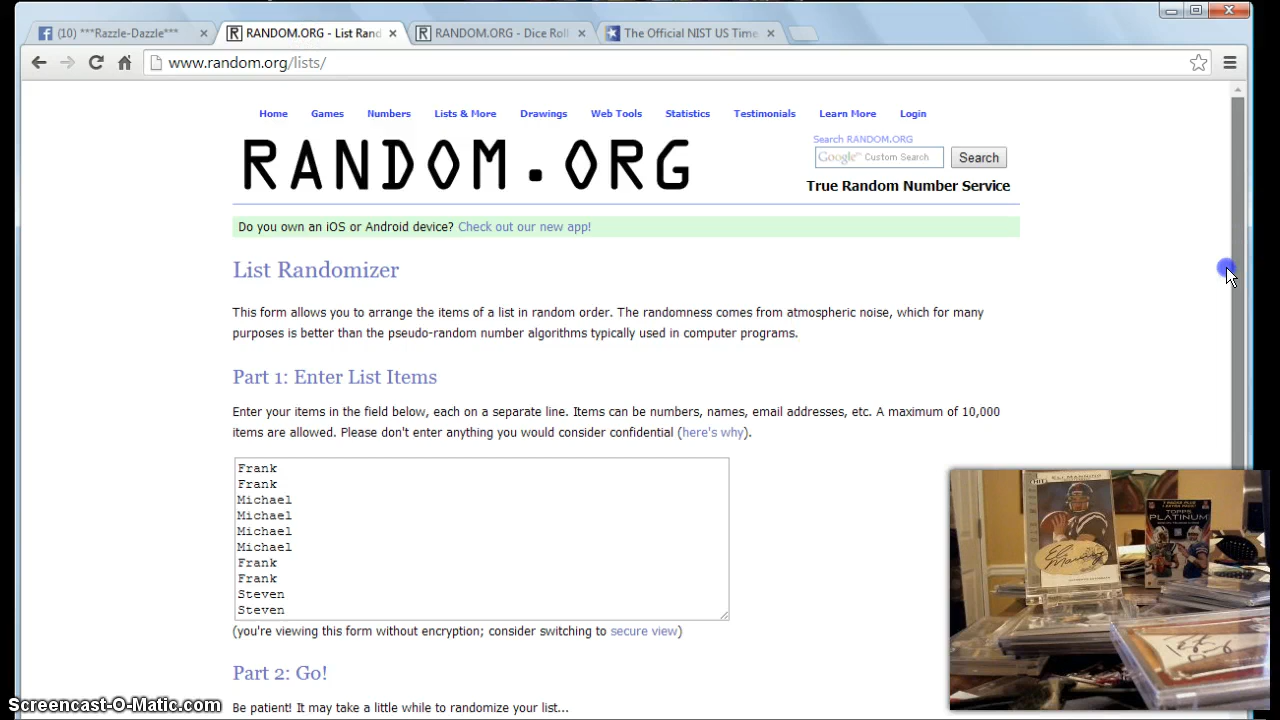 (10) ***Razzle-Dazzle***
RANDOM.ORG - List Rand
RANDOM.ORG - Dice Roll
The Official NIST US Time
www.random.org/lists/
Home Games Numbers Lists & More Drawings Web Tools Statistics Testimonials Learn More Login
RANDOM.ORG
Search RANDOM.ORG
Google™ Custom Search
Search
True Random Number Service
Do you own an iOS or Android device? Check out our new app!
List Randomizer
This form allows you to arrange the items of a list in random order. The randomness comes from atmospheric noise, which for many
purposes is better than the pseudo-random number algorithms typically used in computer programs.
Part 1: Enter List Items
Enter your items in the field below, each on a separate line. Items can be numbers, names, email addresses, etc. A maximum of 10,000
items are allowed. Please don't enter anything you would consider confidential (here's why).
Frank
Frank
Michael
Michael
Michael
Michael
Frank
Frank
Steven
Steven
(you're viewing this form without encryption; consider switching to secure view)
Part 2: Go!
Be patient! It may take a little while to randomize your list...
ELI MANNING
TOPPS
PLATINUM
Screencast-O-Matic.com